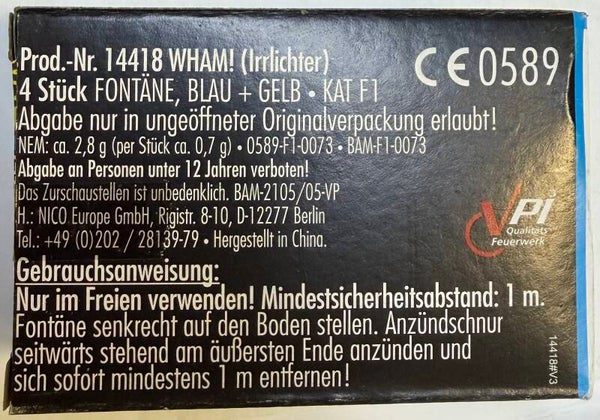 Prod.-Nr. 14418 WHAM! (Irrlichter)
4 Stück FONTÄNE, BLAU + GELB • KAT F1
CE 0589
Abgabe nur in ungeöffneter Originalverpackung erlaubt!
NEM: ca. 2,8 g (per Stück ca. 0,7 g) • 0589-F1-0073 • BAM-F1-0073
Abgabe an Personen unter 12 Jahren verboten!
Das Zurschaustellen ist unbedenklich. BAM-2105/05-VP
H.: NICO Europe GmbH, Rigistr. 8-10, D-12277 Berlin
Tel.: +49 (0)202 / 28139-79 • Hergestellt in China.
VPI
Qualitäts
Feuerwerk
Gebrauchsanweisung:
Nur im Freien verwenden! Mindestsicherheitsabstand: 1 m.
Fontäne senkrecht auf den Boden stellen. Anzündschnur
seitwärts stehend am äußersten Ende anzünden und
sich sofort mindestens 1 m entfernen!
14418#V3